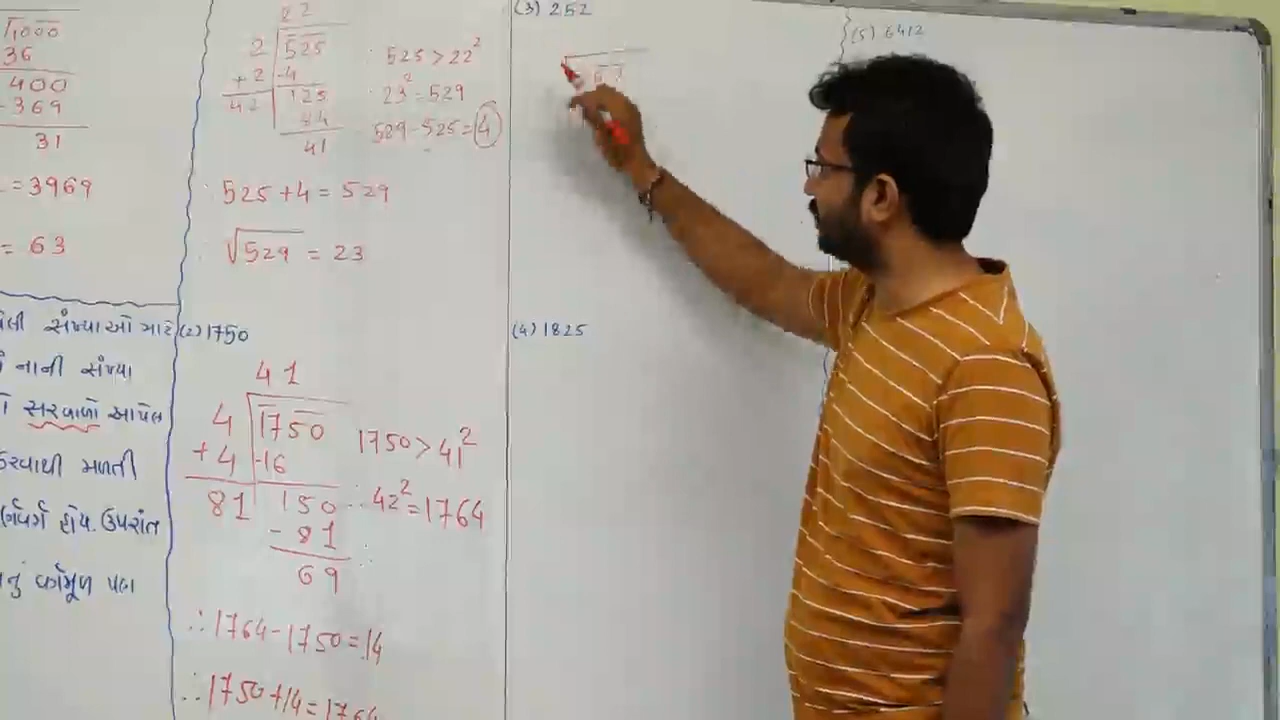 1000
36
400
-369
31
= 3969
= 63
સંખ્યાઓ માટે
નાની સંખ્યા
સરવાળો આપેલ
કરવાથી મળતી
હોય. ઉપરાંત
22
2 525
+2 -4
42 125
84
41
∴ 525 > 22²
∴ 23² = 529
529 - 525 = 4
∴ 525 + 4 = 529
∴ √529 = 23
(2) 1750
41
4 1750
+4 -16
81 150
-81
69
1750 > 41²
∴ 42² = 1764
∴ 1764 - 1750 = 14
∴ 1750 + 14 = 1764
(3) 252
(4) 1825
(5) 6412